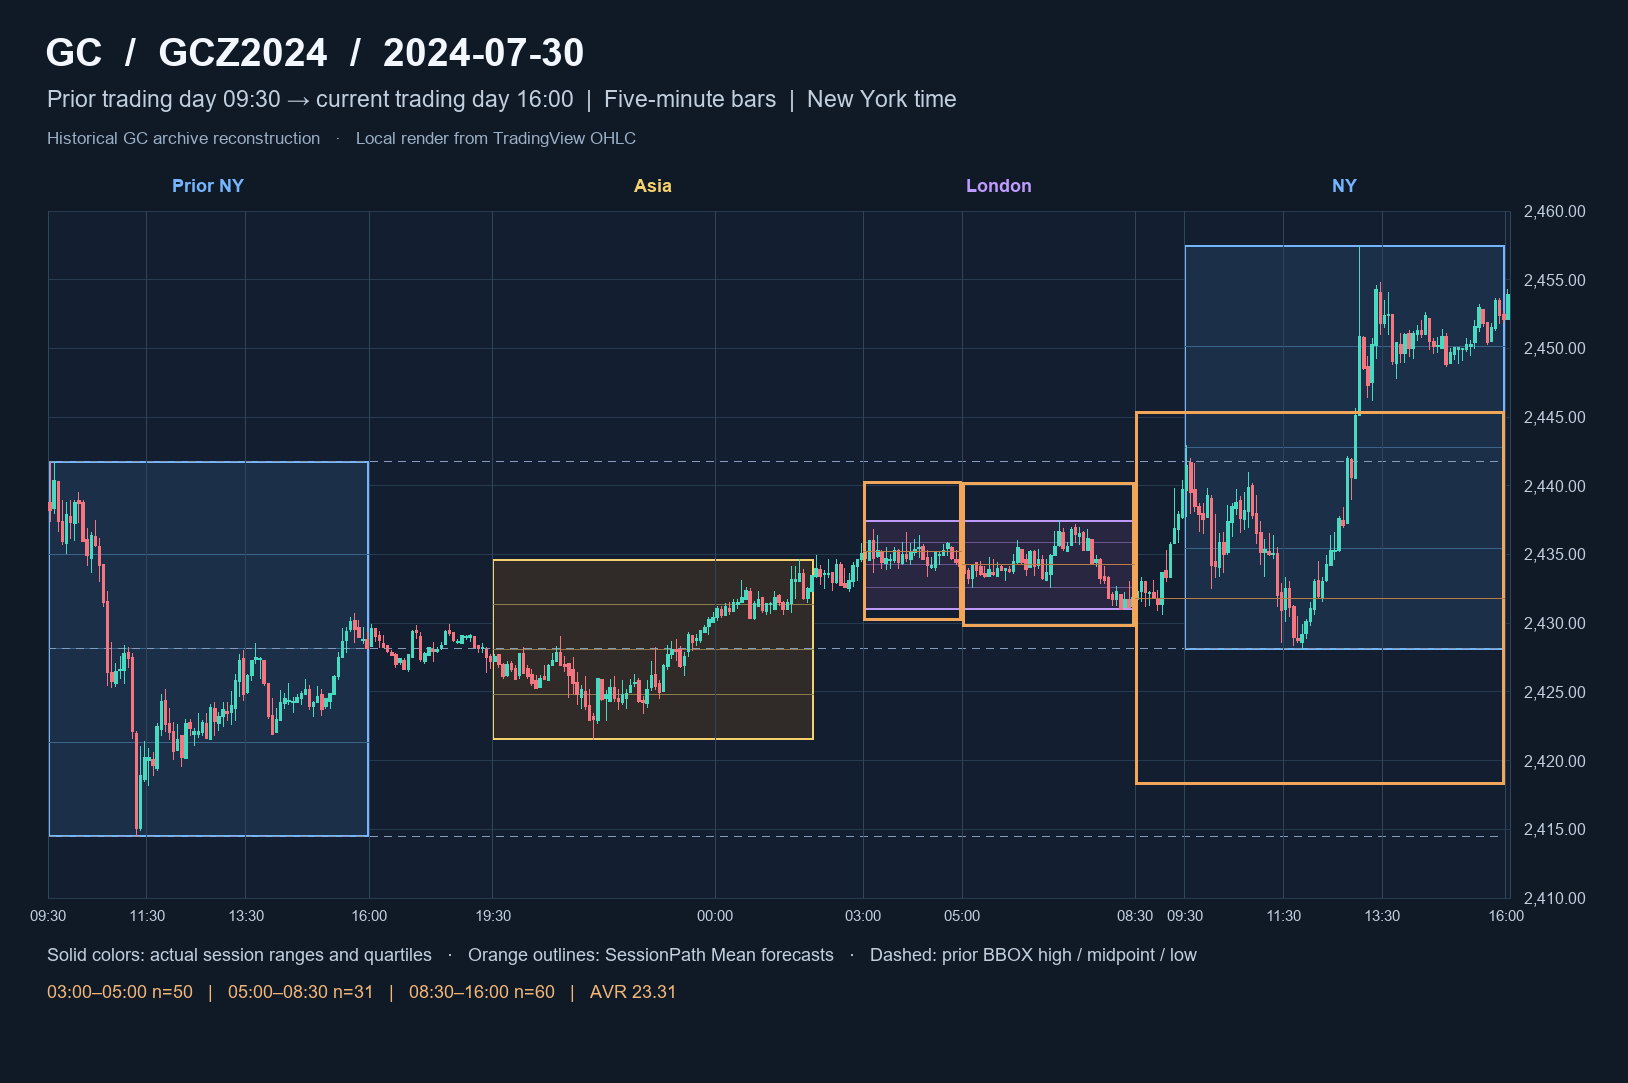 GC / GCZ2024 / 2024-07-30
Prior trading day 09:30 → current trading day 16:00 | Five-minute bars | New York time
Historical GC archive reconstruction · Local render from TradingView OHLC
Prior NY Asia London NY
2,460.00
2,455.00
2,450.00
2,445.00
2,440.00
2,435.00
2,430.00
2,425.00
2,420.00
2,415.00
2,410.00
09:30 11:30 13:30 16:00 19:30 00:00 03:00 05:00 08:30 09:30 11:30 13:30 16:00
Solid colors: actual session ranges and quartiles · Orange outlines: SessionPath Mean forecasts · Dashed: prior BBOX high / midpoint / low
03:00–05:00 n=50 | 05:00–08:30 n=31 | 08:30–16:00 n=60 | AVR 23.31